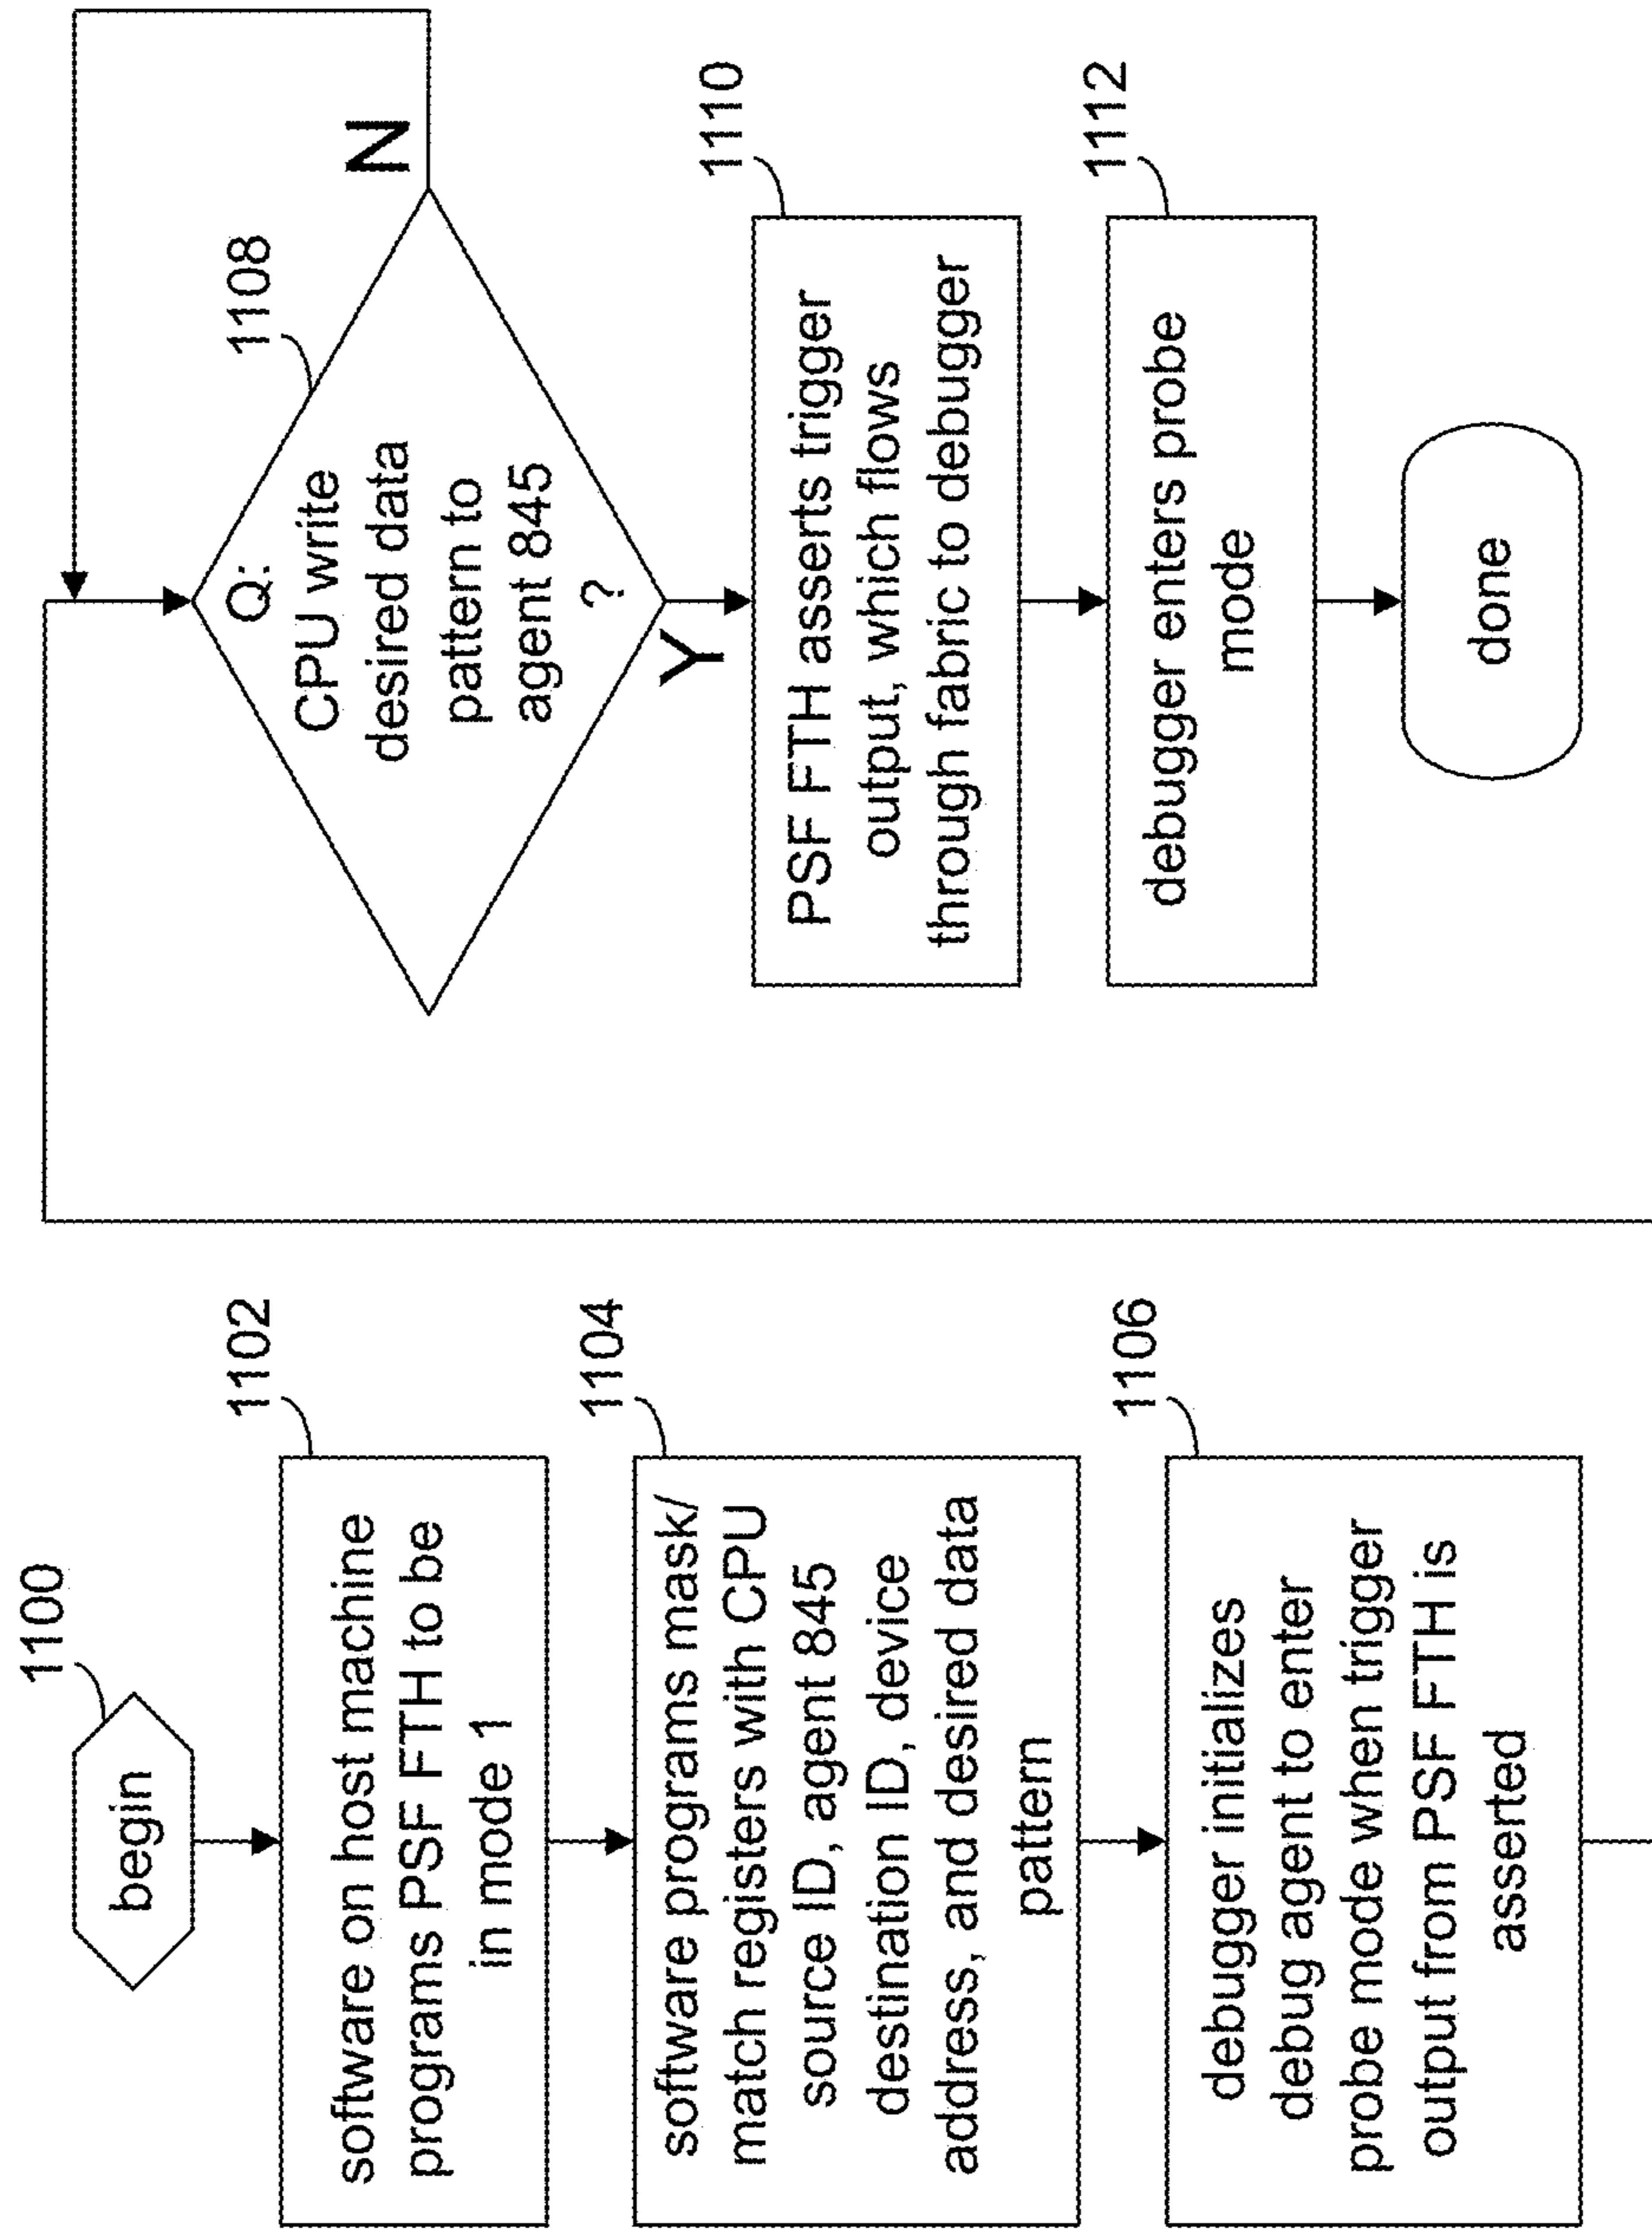 1100
begin
1102
software on host machine
programs PSF FTH to be
in mode 1
1104
software programs mask/
match registers with CPU
source ID, agent 845
destination ID, device
address, and desired data
pattern
1106
debugger initializes
debug agent to enter
probe mode when trigger
output from PSF FTH is
asserted
1108
Q:
CPU write
desired data
pattern to
agent 845
?
N
Y
1110
PSF FTH asserts trigger
output, which flows
through fabric to debugger
1112
debugger enters probe
mode
done